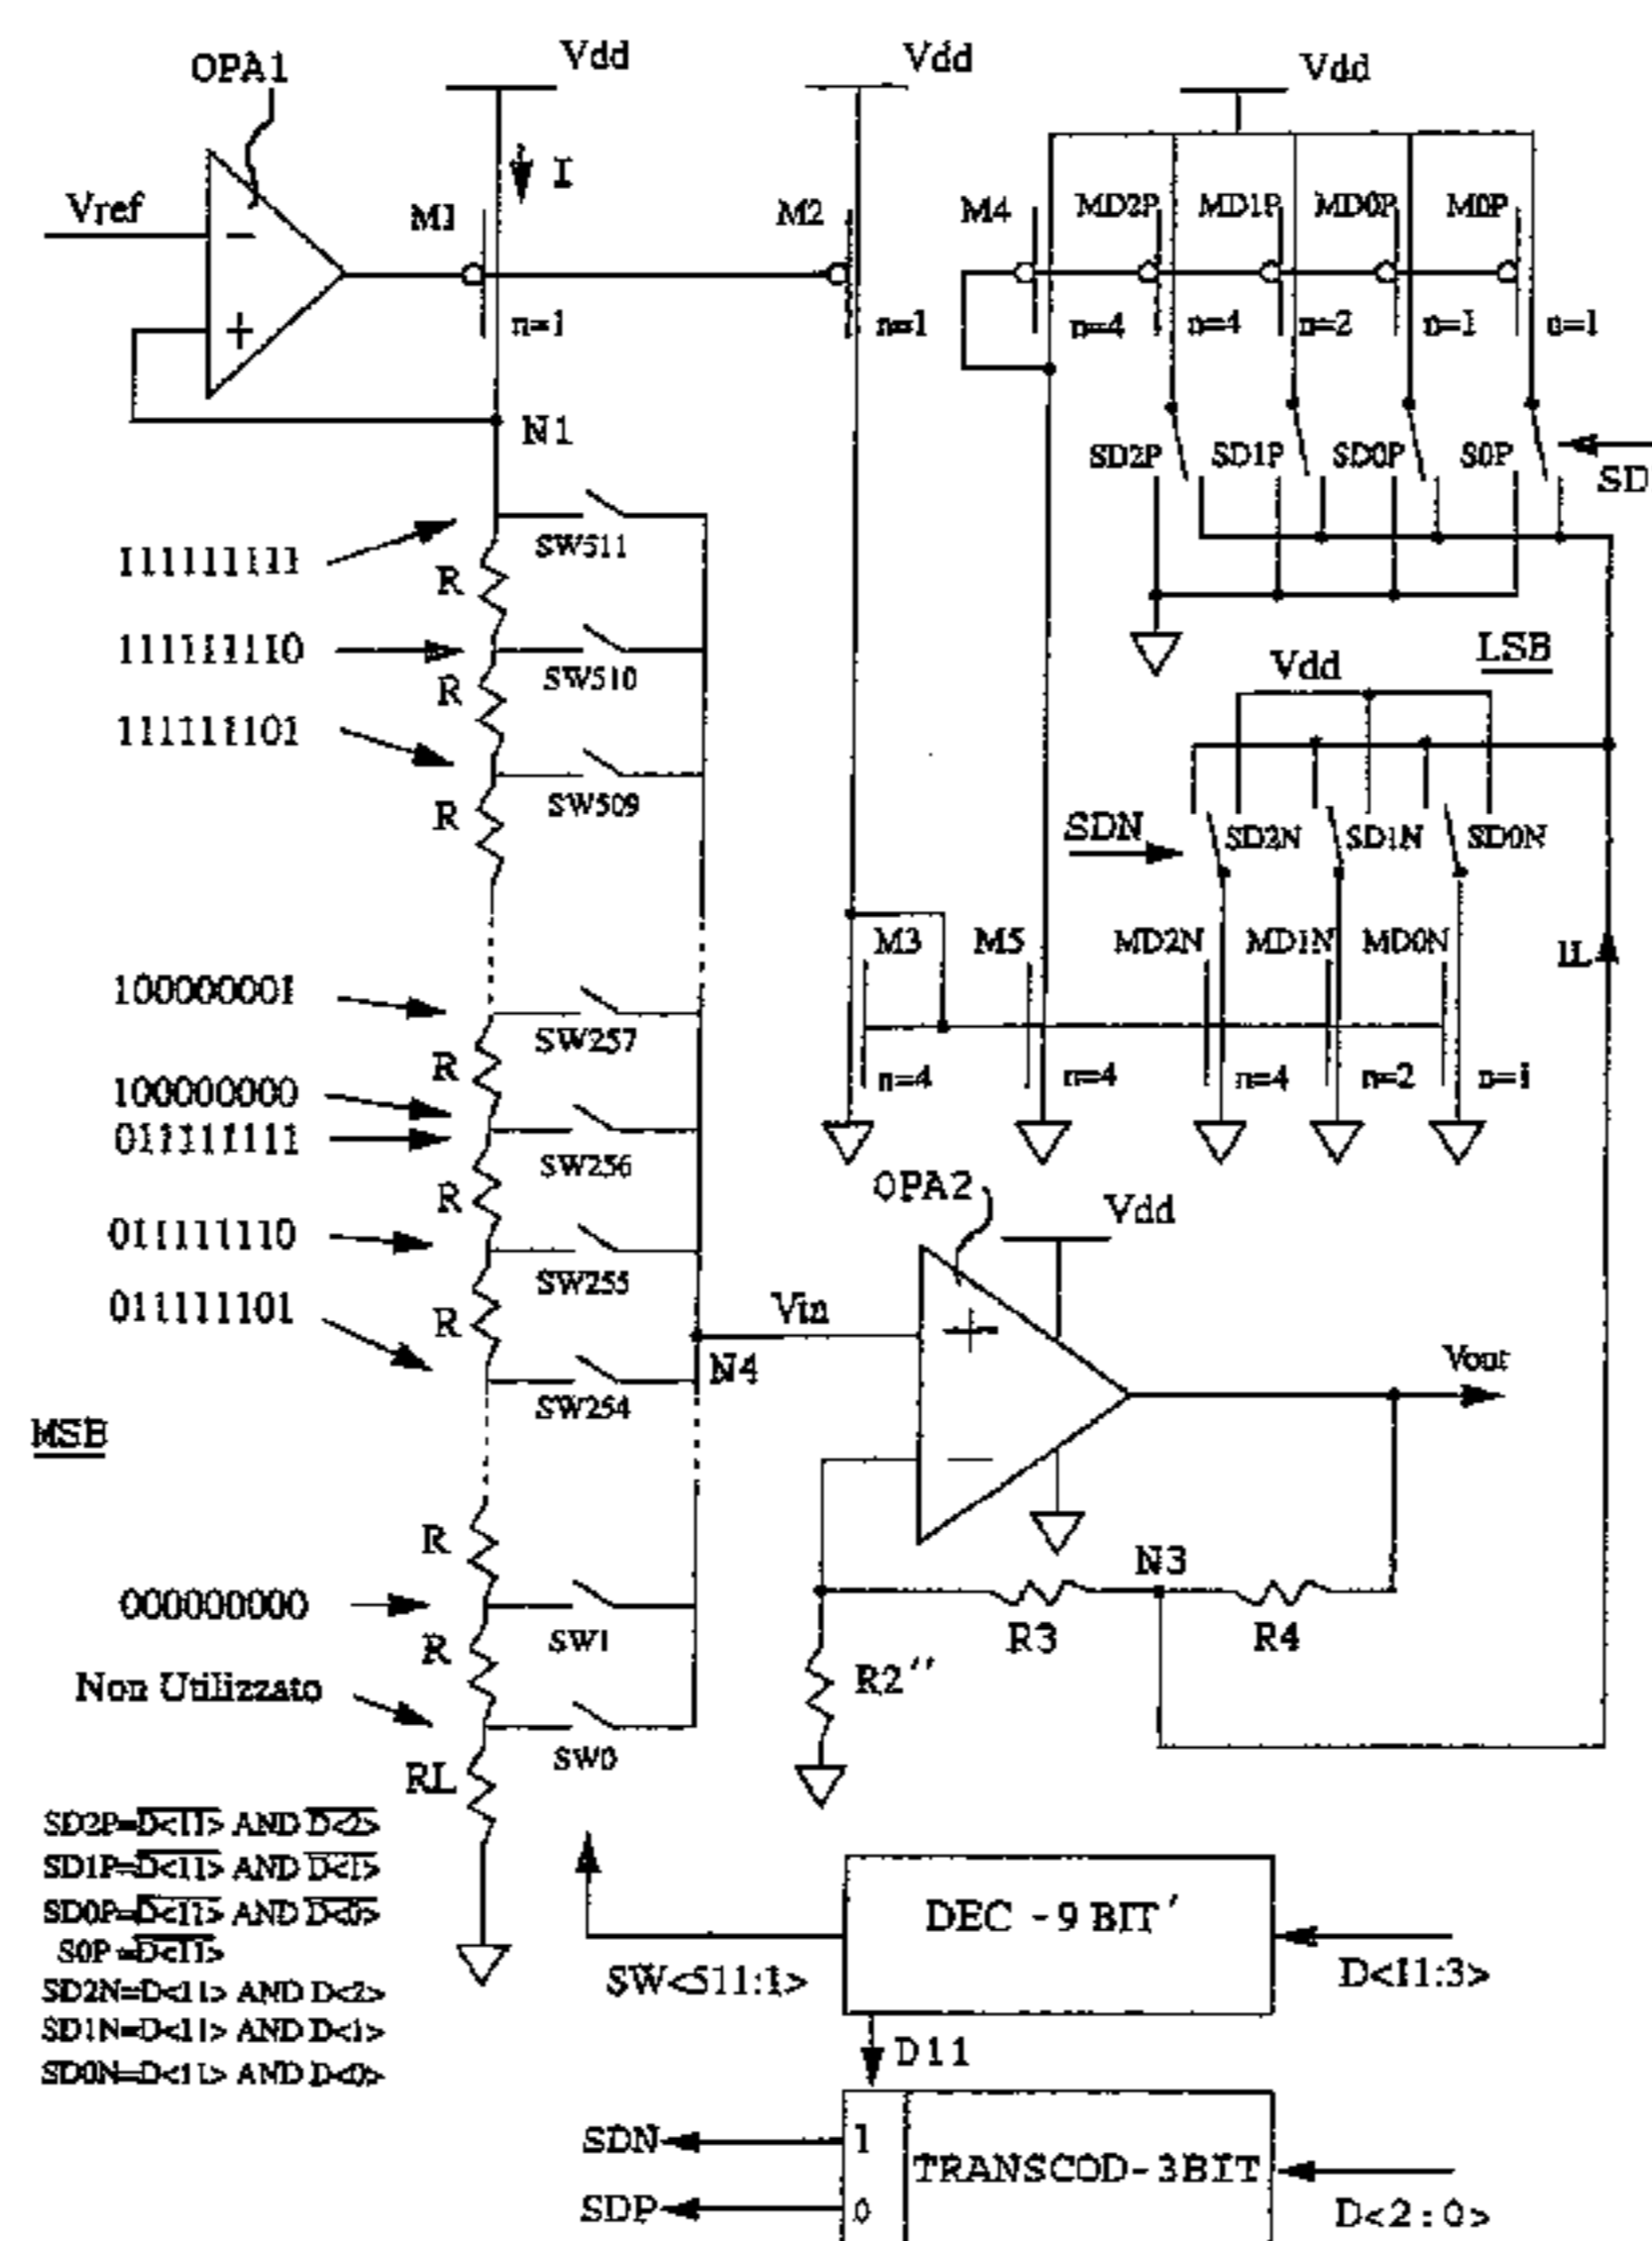 OPA1
Vdd
Vdd
Vdd
I
Vref
M1
M2
M4
MD2P
MD1P
MD0P
M0P
n=1
n=1
n=4
n=4
n=2
n=1
n=1
N1
SD2P
SD1P
SD0P
S0P
SD
111111111
R
SW511
111111110
R
SW510
111111101
R
SW509
Vdd
LSB
SDN
SD2N
SD1N
SD0N
M3
M5
MD2N
MD1N
MD0N
IL
100000001
R
SW257
n=4
n=4
n=4
n=2
n=1
100000000
011111111
R
SW256
011111110
R
SW255
011111101
SW254
OPA2
Vdd
Vin
N4
Vout
MSB
R
000000000
SW1
R
Non Utilizzato
SW0
RL
N3
R3
R4
R2''
SD2P=D<11> AND D<2>
SD1P=D<11> AND D<1>
SD0P=D<11> AND D<0>
S0P=D<11>
SD2N=D<11> AND D<2>
SD1N=D<11> AND D<1>
SD0N=D<11> AND D<0>
DEC -9 BIT'
SW<511:1>
D<11:3>
D11
SDN
1
TRANSCOD-3BIT
SDP
0
D<2:0>